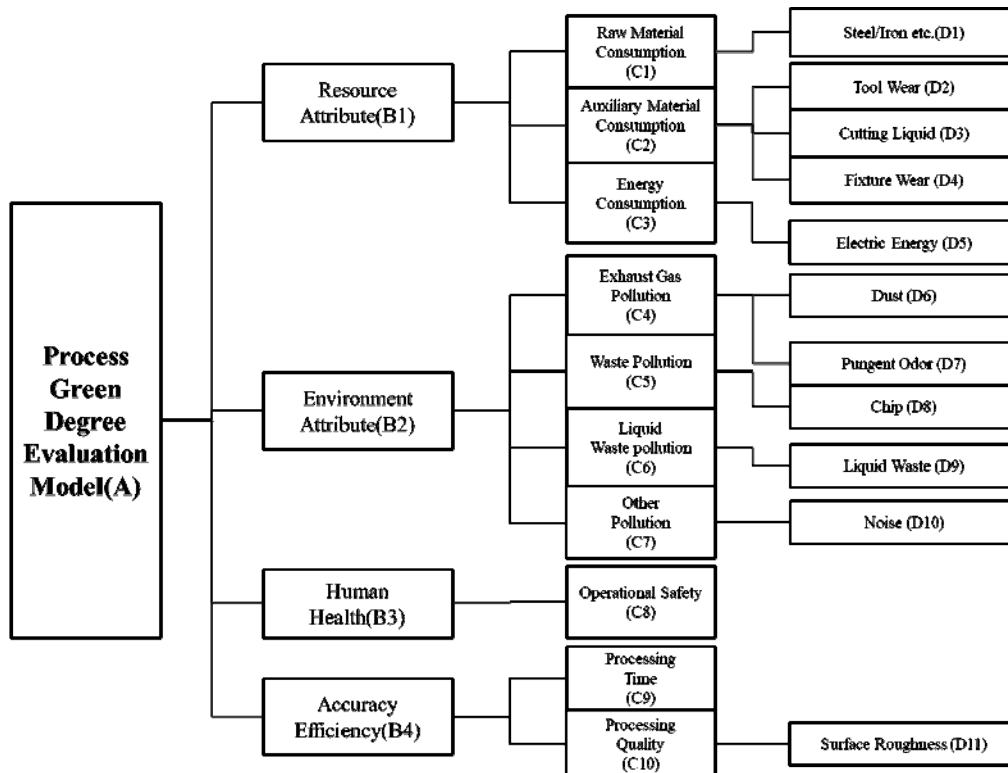 Process
Green
Degree
Evaluation
Model(A)
Resource
Attribute(B1)
Environment
Attribute(B2)
Human
Health(B3)
Accuracy
Efficiency(B4)
Raw Material
Consumption
(C1)
Auxiliary Material
Consumption
(C2)
Energy
Consumption
(C3)
Exhaust Gas
Pollution
(C4)
Waste Pollution
(C5)
Liquid
Waste pollution
(C6)
Other
Pollution
(C7)
Operational Safety
(C8)
Processing
Time
(C9)
Processing
Quality
(C10)
Steel/Iron etc.(D1)
Tool Wear (D2)
Cutting Liquid (D3)
Fixture Wear (D4)
Electric Energy (D5)
Dust (D6)
Pungent Odor (D7)
Chip (D8)
Liquid Waste (D9)
Noise (D10)
Surface Roughness (D11)